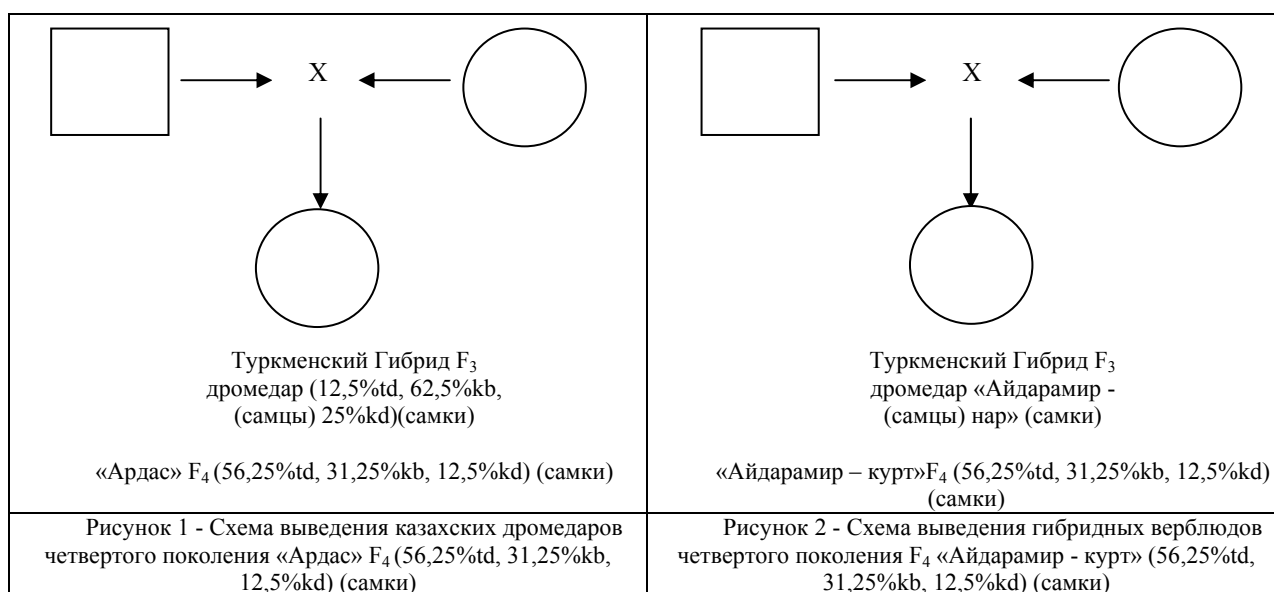 X
Туркменский Гибрид F₃
дромедар (12,5%td, 62,5%kb,
(самцы) 25%kd)(самки)
«Ардас» F₄ (56,25%td, 31,25%kb, 12,5%kd) (самки)
Рисунок 1 - Схема выведения казахских дромедаров
четвертого поколения «Ардас» F₄ (56,25%td, 31,25%kb,
12,5%kd) (самки)
X
Туркменский Гибрид F₃
дромедар «Айдарамир -
(самцы) нар» (самки)
«Айдарамир – курт»F₄ (56,25%td, 31,25%kb, 12,5%kd)
(самки)
Рисунок 2 - Схема выведения гибридных верблюдов
четвертого поколения F₄ «Айдарамир - курт» (56,25%td,
31,25%kb, 12,5%kd) (самки)